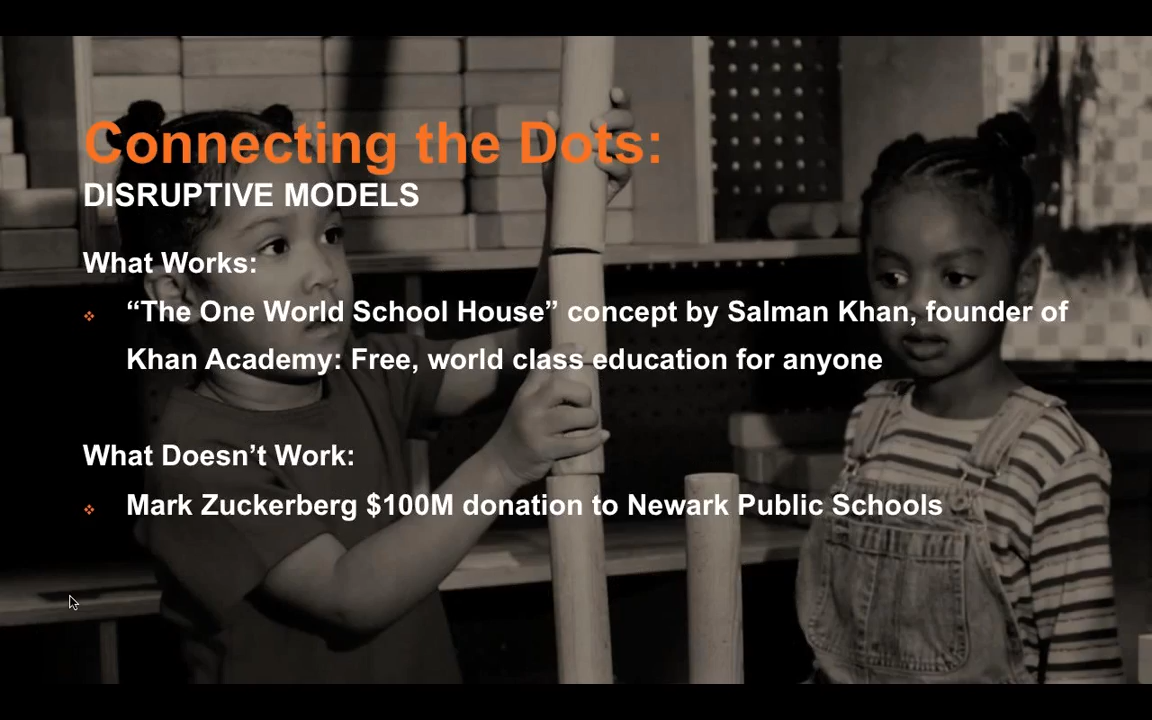 Connecting the Dots:
DISRUPTIVE MODELS
What Works:
❖ “The One World School House” concept by Salman Khan, founder of
Khan Academy: Free, world class education for anyone
What Doesn’t Work:
❖ Mark Zuckerberg $100M donation to Newark Public Schools